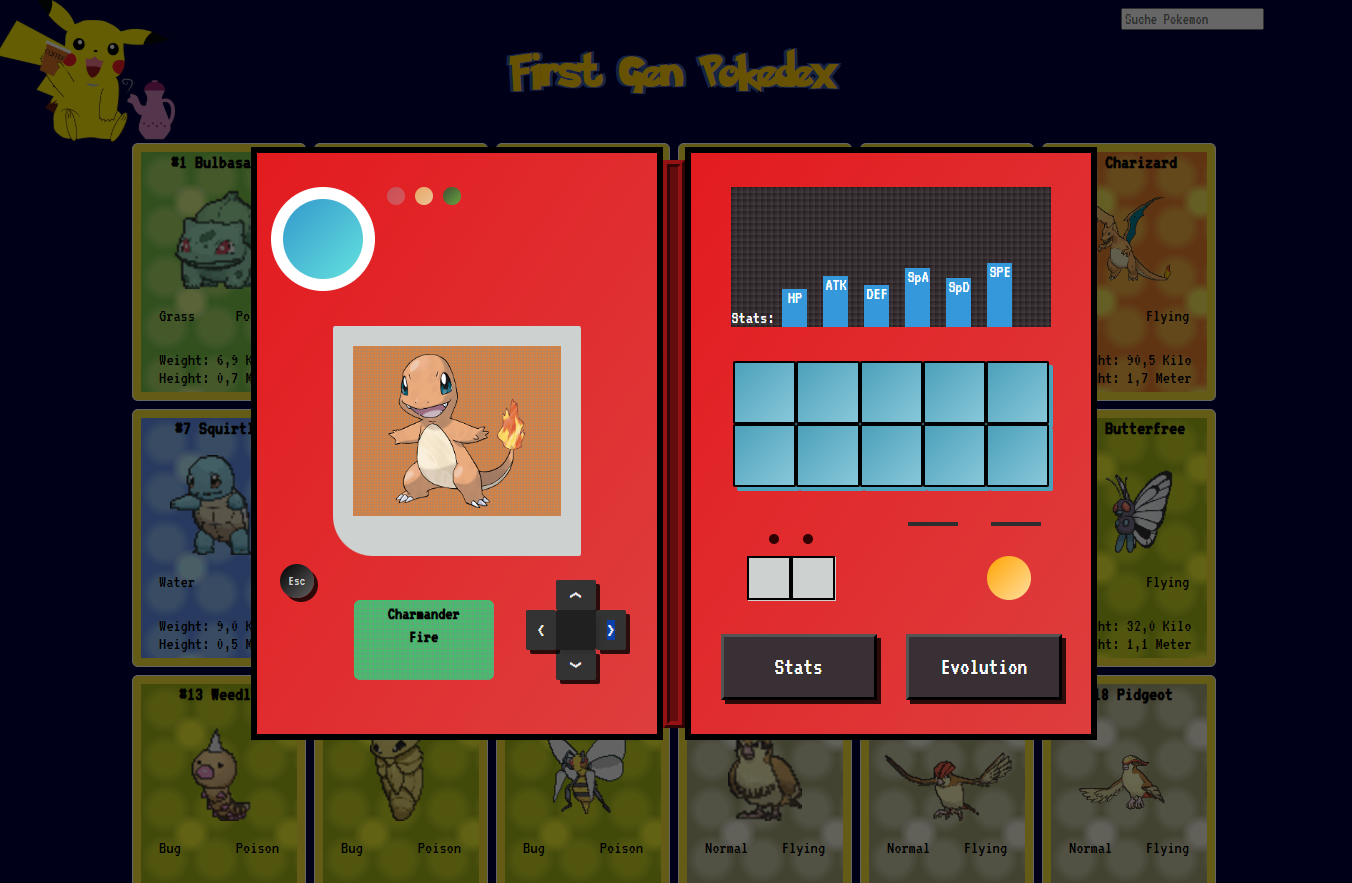 Suche Pokemon
First Gen Pokedex
#1 Bulbasa
Grass
Po
Weight: 6,9 K
Height: 0,7 M
Charizard
Flying
ht: 90,5 Kilo
ht: 1,7 Meter
HP
ATK
DEF
SpA
SpD
SPE
Stats:
#7 Squirtl
Water
Weight: 9,0 K
Height: 0,5 M
Butterfree
Flying
ht: 32,0 Kilo
ht: 1,1 Meter
Esc
Charmander
Fire
Stats
Evolution
#13 Weedl
18 Pidgeot
Bug Poison
Bug Poison
Bug Poison
Normal Flying
Normal Flying
Normal Flying